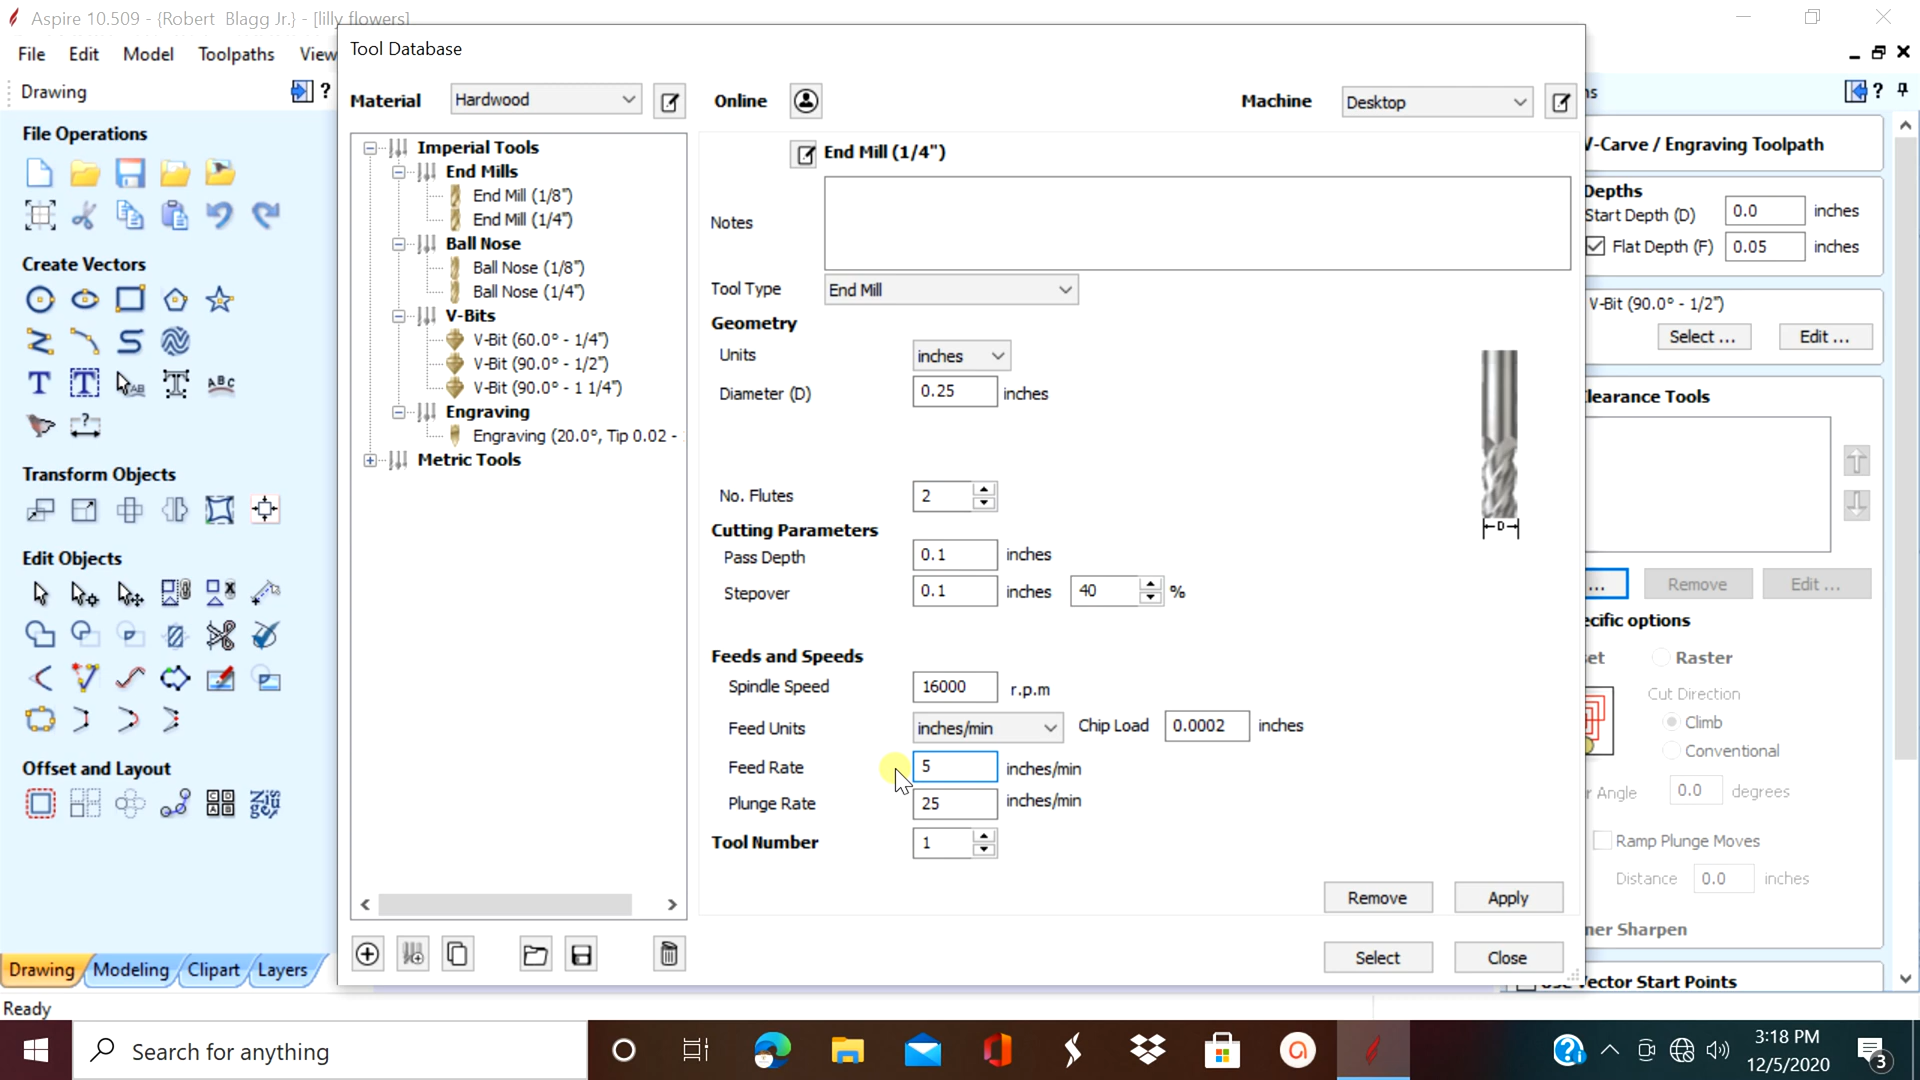 Aspire 10.509 - {Robert Blagg Jr.} - [lilly flowers]
File Edit Model Toolpaths View
Drawing
?
File Operations
Create Vectors
Transform Objects
Edit Objects
Offset and Layout
Drawing Modeling Clipart Layers
Ready
Tool Database
Material Hardwood Online Machine Desktop
Imperial Tools
End Mills
End Mill (1/8")
End Mill (1/4")
Ball Nose
Ball Nose (1/8")
Ball Nose (1/4")
V-Bits
V-Bit (60.0° - 1/4")
V-Bit (90.0° - 1/2")
V-Bit (90.0° - 1 1/4")
Engraving
Engraving (20.0°, Tip 0.02 -
Metric Tools
End Mill (1/4")
Notes
Tool Type End Mill
Geometry
Units inches
Diameter (D) 0.25 inches
D
No. Flutes 2
Cutting Parameters
Pass Depth 0.1 inches
Stepover 0.1 inches 40 %
Feeds and Speeds
Spindle Speed 16000 r.p.m
Feed Units inches/min Chip Load 0.0002 inches
Feed Rate 5 inches/min
Plunge Rate 25 inches/min
Tool Number 1
Remove Apply
Select Close
ns ?
V-Carve / Engraving Toolpath
Depths
Start Depth (D) 0.0 inches
Flat Depth (F) 0.05 inches
V-Bit (90.0° - 1/2")
Select ... Edit ...
learance Tools
... Remove Edit ...
ecific options
et Raster
Cut Direction
Climb
Conventional
r Angle 0.0 degrees
Ramp Plunge Moves
Distance 0.0 inches
ner Sharpen
Vector Start Points
Search for anything
3:18 PM
12/5/2020
3